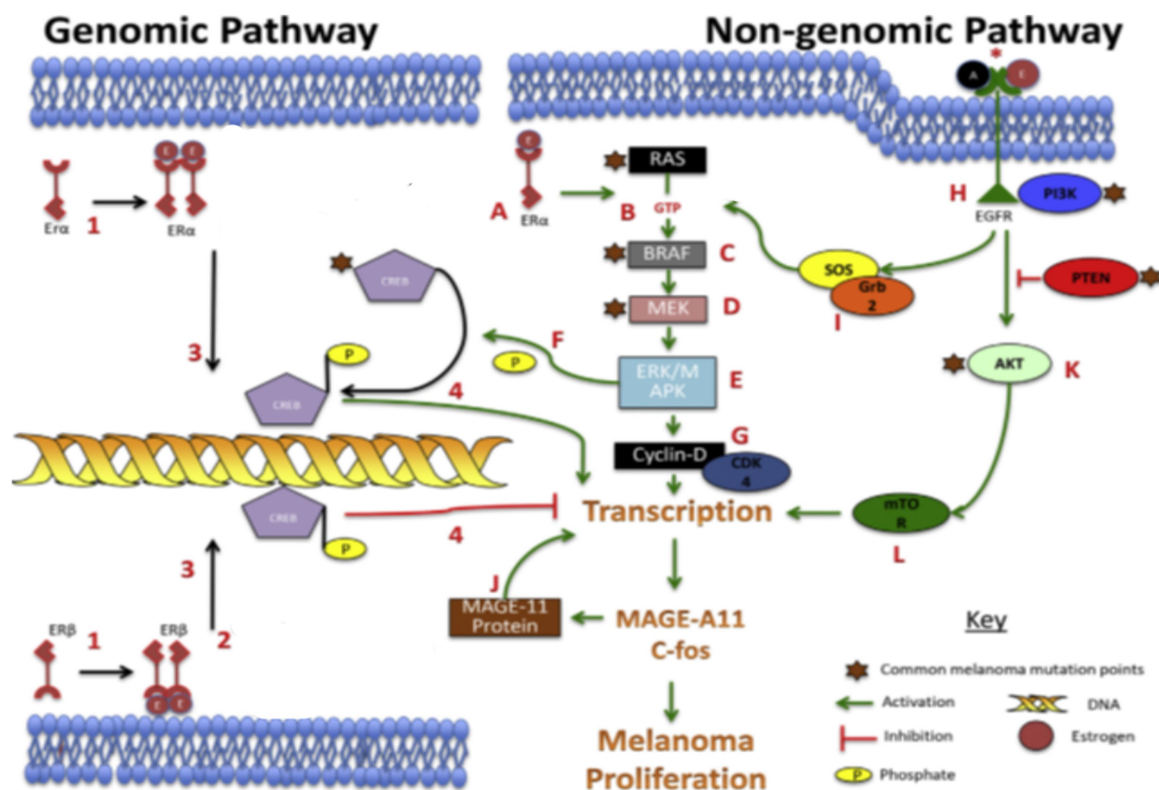 Genomic Pathway
Non-genomic Pathway
*
A
E
E
E
E
Erα
1
ERα
3
A
ERα
RAS
B
GTP
BRAF
C
MEK
D
ERK/M
APK
E
F
P
CREB
P
4
CREB
H
PI3K
EGFR
SOS
Grb
2
I
PTEN
AKT
K
G
Cyclin-D
CDK
4
Transcription
mTO
R
L
CREB
P
4
3
J
MAGE-11
Protein
MAGE-A11
C-fos
Melanoma
Proliferation
ERβ
1
ERβ
2
E
E
Key
Common melanoma mutation points
Activation
DNA
Inhibition
Estrogen
P
Phosphate